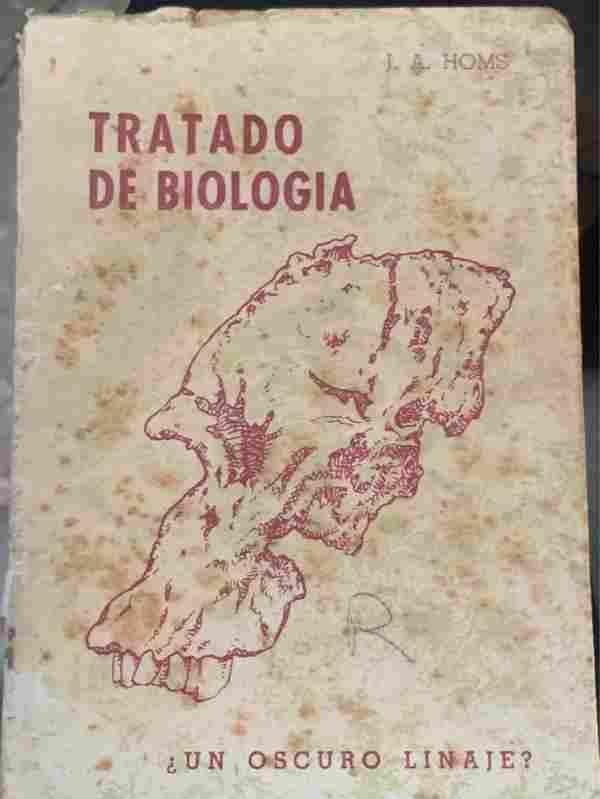 J. A. HOMS
TRATADO
DE BIOLOGIA
R
¿UN OSCURO LINAJE?